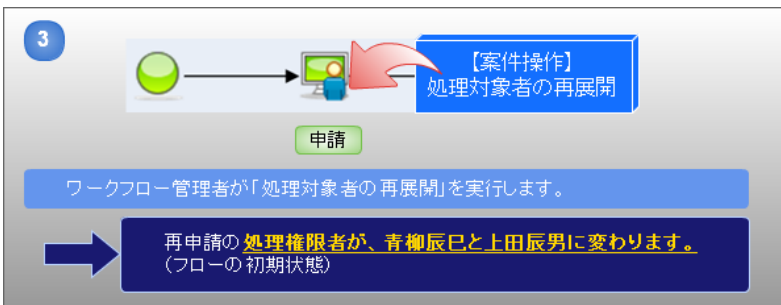 3
【案件操作】
処理対象者の再展開
申請
ワークフロー管理者が「処理対象者の再展開」を実行します。
再申請の処理権限者が、青柳辰巳と上田辰男に変わります。
(フローの初期状態)